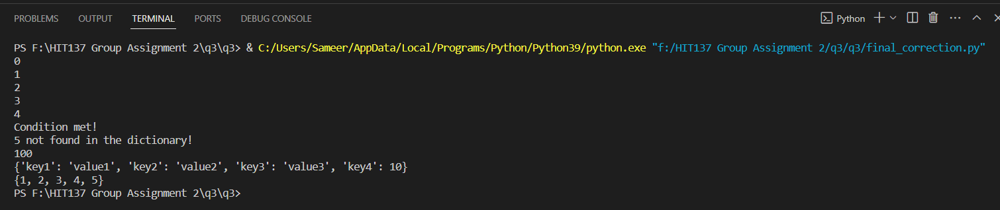 PROBLEMS OUTPUT TERMINAL PORTS DEBUG CONSOLE Python
PS F:\HIT137 Group Assignment 2\q3\q3> & C:/Users/Sameer/AppData/Local/Programs/Python/Python39/python.exe "f:/HIT137 Group Assignment 2/q3/q3/final_correction.py"
0
1
2
3
4
Condition met!
5 not found in the dictionary!
100
{'key1': 'value1', 'key2': 'value2', 'key3': 'value3', 'key4': 10}
{1, 2, 3, 4, 5}
PS F:\HIT137 Group Assignment 2\q3\q3>